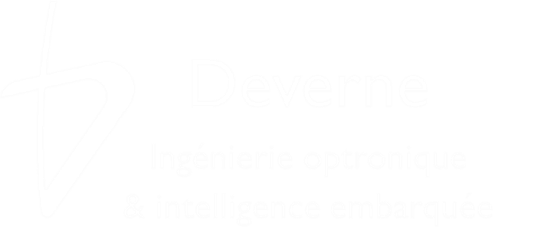 Deverne
Ingénierie optronique
& intelligence embarquée